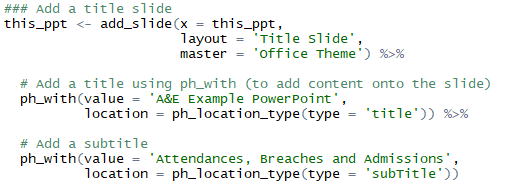 ### Add a title slide
this_ppt <- add_slide(x = this_ppt,
                      layout = 'Title Slide',
                      master = 'Office Theme') %>%

  # Add a title using ph_with (to add content onto the slide)
  ph_with(value = 'A&E Example PowerPoint',
          location = ph_location_type(type = 'title')) %>%

  # Add a subtitle
  ph_with(value = 'Attendances, Breaches and Admissions',
          location = ph_location_type(type = 'subTitle'))